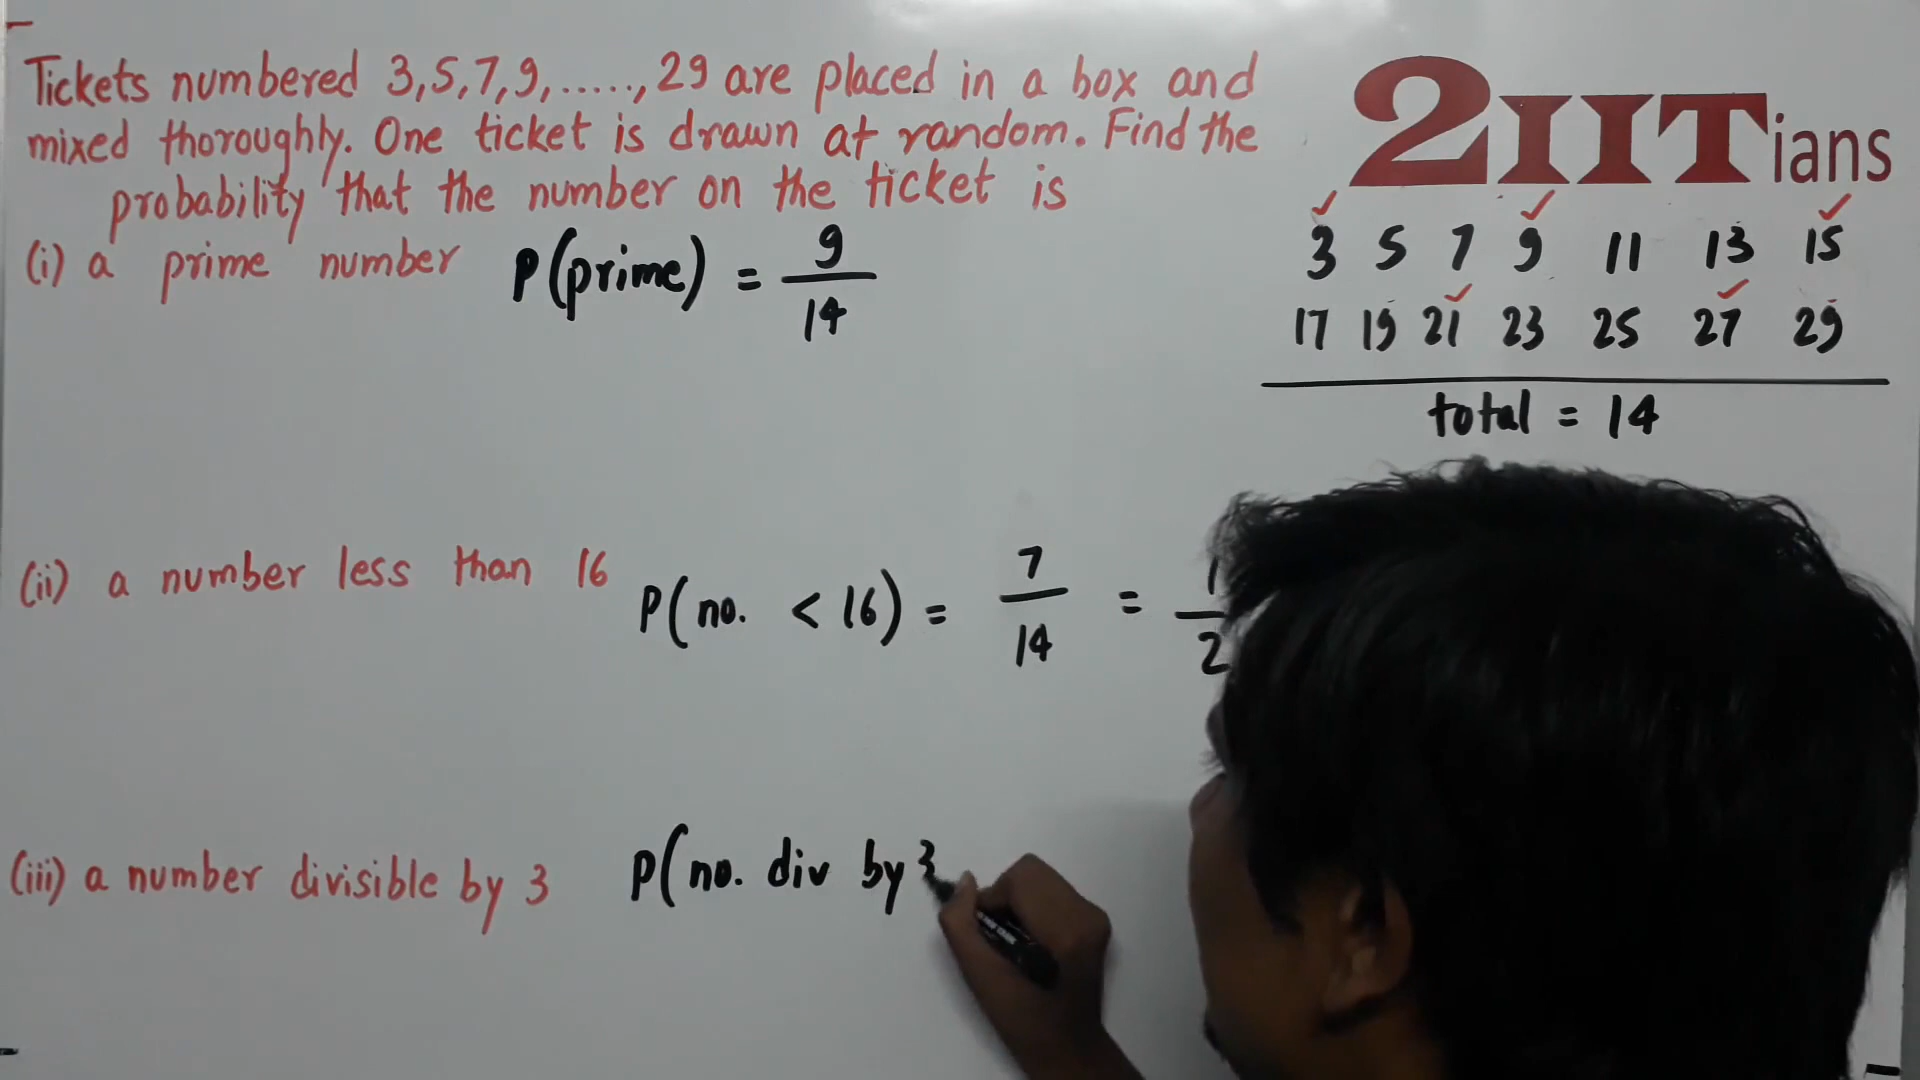 Tickets numbered 3,5,7,9,....., 29 are placed in a box and
mixed thoroughly. One ticket is drawn at random. Find the
probability that the number on the ticket is
(i) a prime number P(prime) = 9/14
(ii) a number less than 16 P(no. < 16) = 7/14 = 1/2
(iii) a number divisible by 3 P(no. div by 3
2IITians
3 5 7 9 11 13 15
17 19 21 23 25 27 29
total = 14